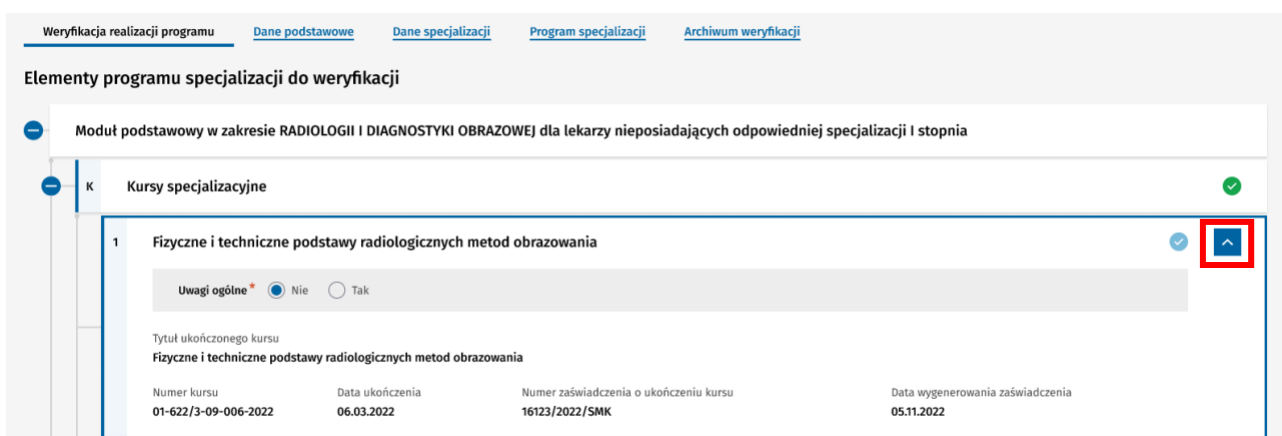 Weryfikacja realizacji programu Dane podstawowe Dane specjalizacji Program specjalizacji Archiwum weryfikacji
Elementy programu specjalizacji do weryfikacji
Moduł podstawowy w zakresie RADIOLOGII I DIAGNOSTYKI OBRAZOWEJ dla lekarzy nieposiadających odpowiedniej specjalizacji I stopnia
K Kursy specjalizacyjne
1 Fizyczne i techniczne podstawy radiologicznych metod obrazowania
Uwagi ogólne* Nie Tak
Tytuł ukończonego kursu
Fizyczne i techniczne podstawy radiologicznych metod obrazowania
Numer kursu Data ukończenia Numer zaświadczenia o ukończeniu kursu Data wygenerowania zaświadczenia
01-622/3-09-006-2022 06.03.2022 16123/2022/SMK 05.11.2022